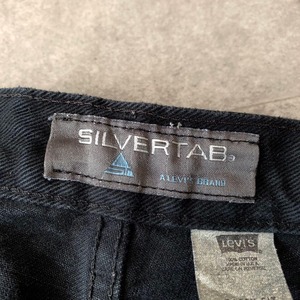 SILVERTAB®
A LEVI'S BRAND
Levi's
100% COTTON